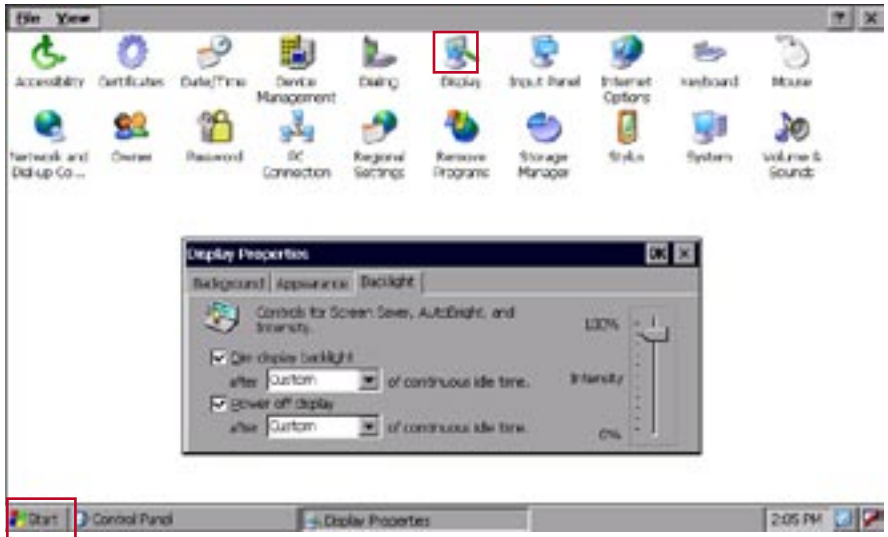 File View ? X
Accessibility Certificates Date/Time Device Management Dialing Display Input Panel Internet Options Keyboard Mouse
Network and Dial-up Co... Owner Password PC Connection Regional Settings Remove Programs Storage Manager Stylus System Volume & Sounds
Display Properties OK X
Background Appearance Backlight
Controls for Screen Saver, AutoBright, and
Intensity.
100%
Dim display backlight
after Custom of continuous idle time.
Intensity
Power off display
after Custom of continuous idle time.
0%
Start Control Panel Display Properties 2:05 PM